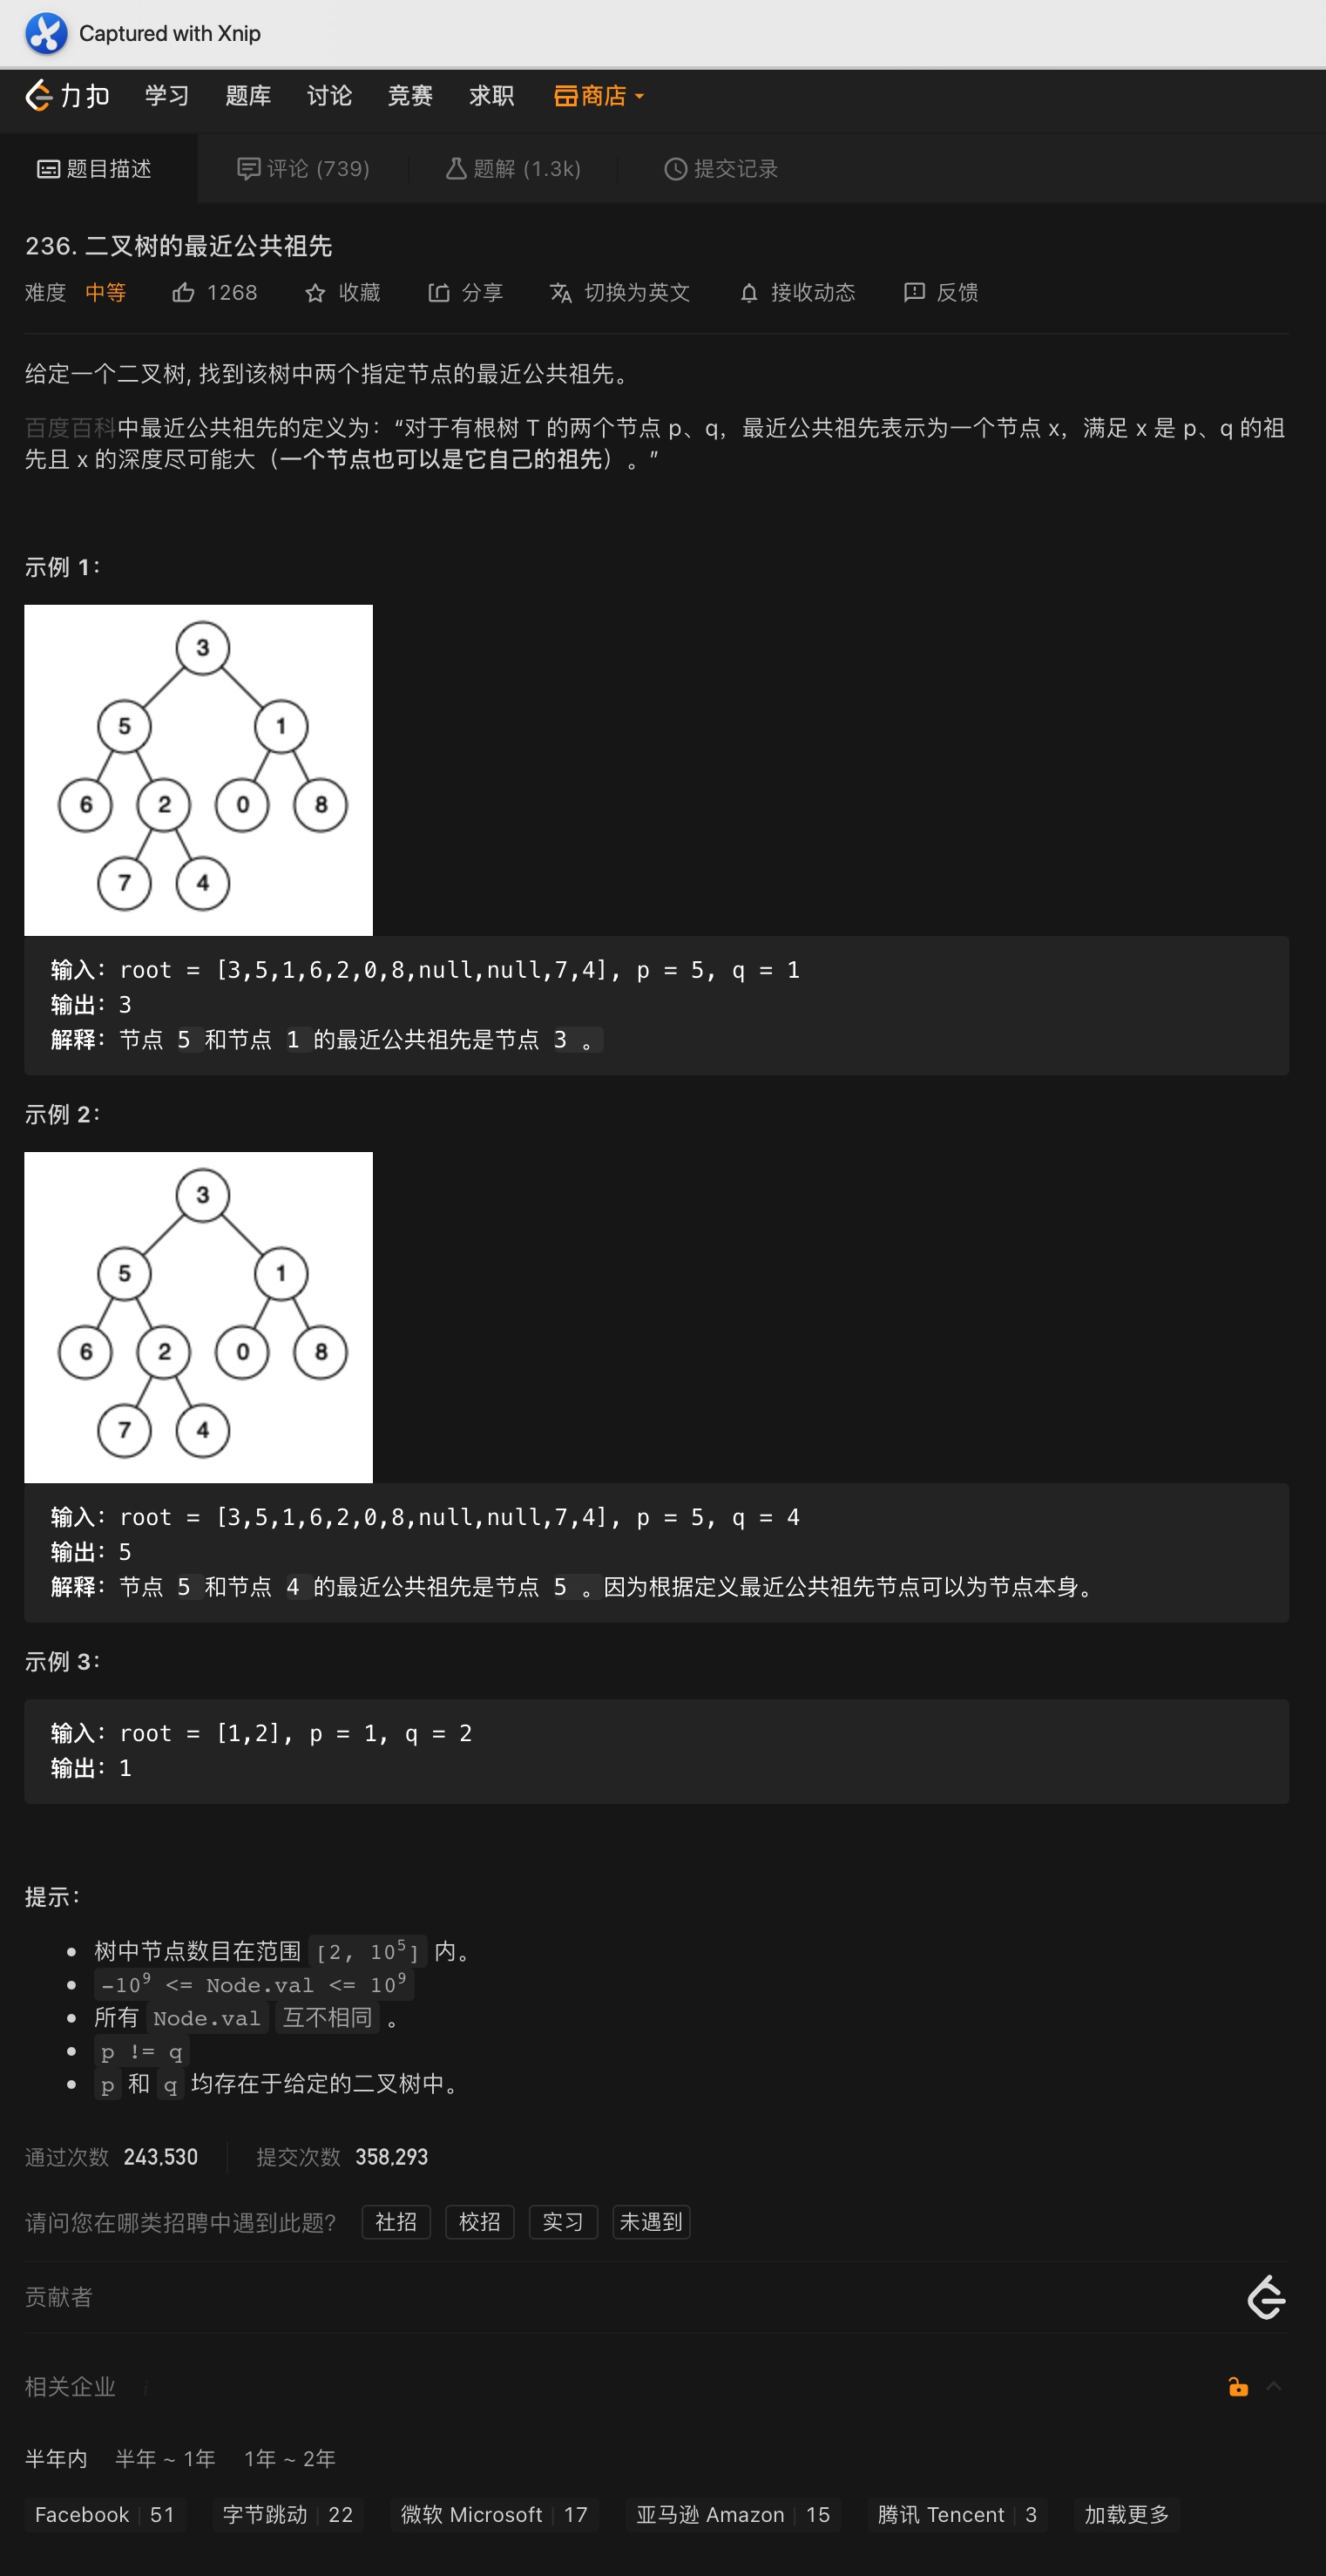 Captured with Xnip
力扣 学习 题库 讨论 竞赛 求职 商店
题目描述 评论 (739) 题解 (1.3k) 提交记录
236. 二叉树的最近公共祖先
难度 中等 1268 收藏 分享 切换为英文 接收动态 反馈
给定一个二叉树, 找到该树中两个指定节点的最近公共祖先。
百度百科中最近公共祖先的定义为：“对于有根树 T 的两个节点 p、q，最近公共祖先表示为一个节点 x，满足 x 是 p、q 的祖
先且 x 的深度尽可能大（一个节点也可以是它自己的祖先）。”
示例 1：
3
5 1
6 2 0 8
7 4
输入：root = [3,5,1,6,2,0,8,null,null,7,4], p = 5, q = 1
输出：3
解释：节点 5 和节点 1 的最近公共祖先是节点 3 。
示例 2：
3
5 1
6 2 0 8
7 4
输入：root = [3,5,1,6,2,0,8,null,null,7,4], p = 5, q = 4
输出：5
解释：节点 5 和节点 4 的最近公共祖先是节点 5 。因为根据定义最近公共祖先节点可以为节点本身。
示例 3：
输入：root = [1,2], p = 1, q = 2
输出：1
提示：
树中节点数目在范围 [2, 10⁵] 内。
-10⁹ <= Node.val <= 10⁹
所有 Node.val 互不相同 。
p != q
p 和 q 均存在于给定的二叉树中。
通过次数 243,530 提交次数 358,293
请问您在哪类招聘中遇到此题? 社招 校招 实习 未遇到
贡献者
相关企业 i
半年内 半年 ~ 1年 1年 ~ 2年
Facebook | 51 字节跳动 | 22 微软 Microsoft | 17 亚马逊 Amazon | 15 腾讯 Tencent | 3 加载更多